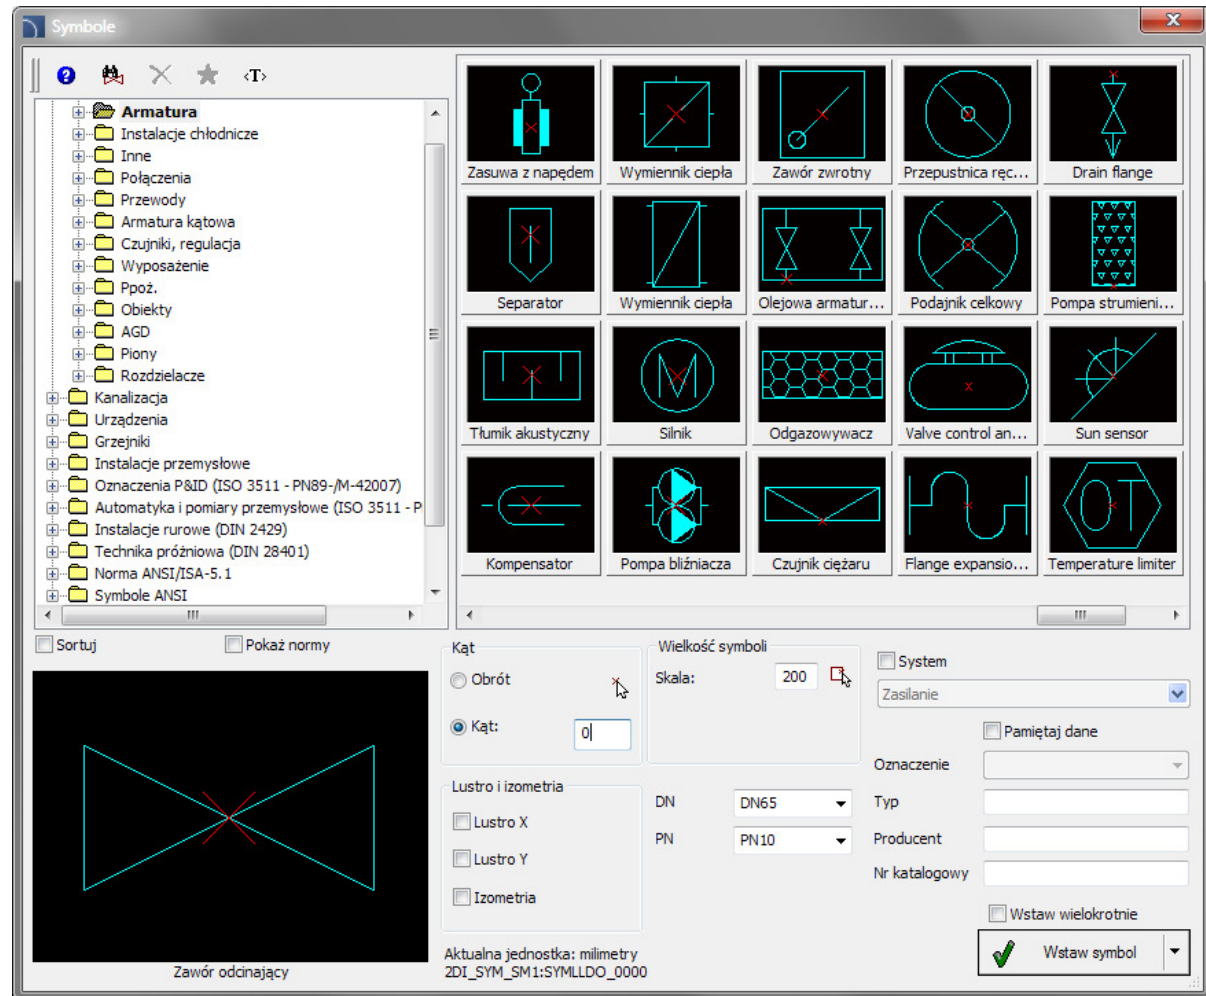 Symbole
<T>
Armatura
Instalacje chłodnicze
Inne
Połączenia
Przewody
Armatura kątowa
Czujniki, regulacja
Wyposażenie
Ppoż.
Obiekty
AGD
Piony
Rozdzielacze
Kanalizacja
Urządzenia
Grzejniki
Instalacje przemysłowe
Oznaczenia P&ID (ISO 3511 - PN89-/M-42007)
Automatyka i pomiary przemysłowe (ISO 3511 - P
Instalacje rurowe (DIN 2429)
Technika próżniowa (DIN 28401)
Norma ANSI/ISA-5.1
Symbole ANSI
Zasuwa z napędem Wymiennik ciepła Zawór zwrotny Przepustnica ręc... Drain flange
Separator Wymiennik ciepła Olejowa armatur... Podajnik celkowy Pompa strumieni...
M
Tłumik akustyczny Silnik Odgazowywacz Valve control an... Sun sensor
OT
Kompensator Pompa bliźniacza Czujnik ciężaru Flange expansio... Temperature limiter
Sortuj Pokaż normy
Zawór odcinający
Kąt
Obrót
Kąt: 0
Lustro i izometria
Lustro X
Lustro Y
Izometria
Aktualna jednostka: milimetry
2DI_SYM_SM1:SYMLLDO_0000
Wielkość symboli
Skala: 200
DN DN65
PN PN10
System
Zasilanie
Pamiętaj dane
Oznaczenie
Typ
Producent
Nr katalogowy
Wstaw wielokrotnie
Wstaw symbol